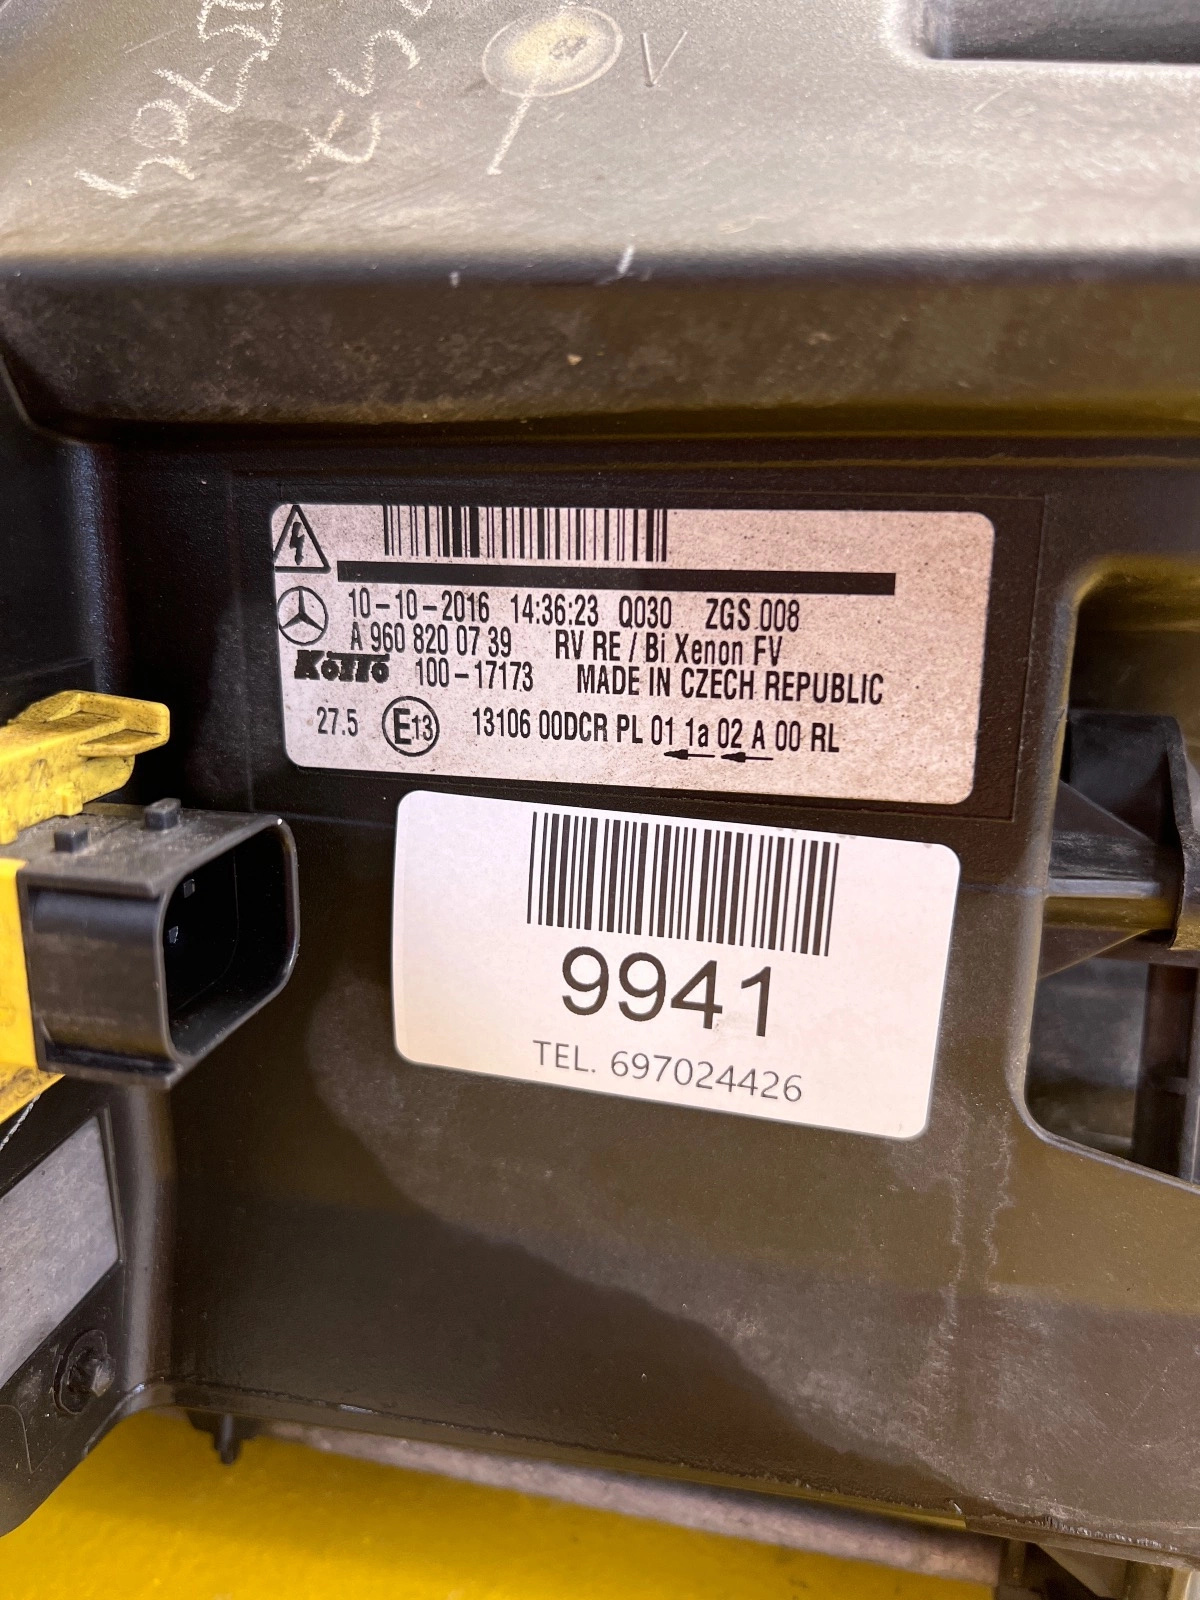 V
10-10-2016 14:36:23 Q030 ZGS 008
A 960 820 07 39 RV RE / Bi Xenon FV
100-17173 MADE IN CZECH REPUBLIC
27.5 E13 13106 00DCR PL 01 1a 02 A 00 RL
9941
TEL. 697024426